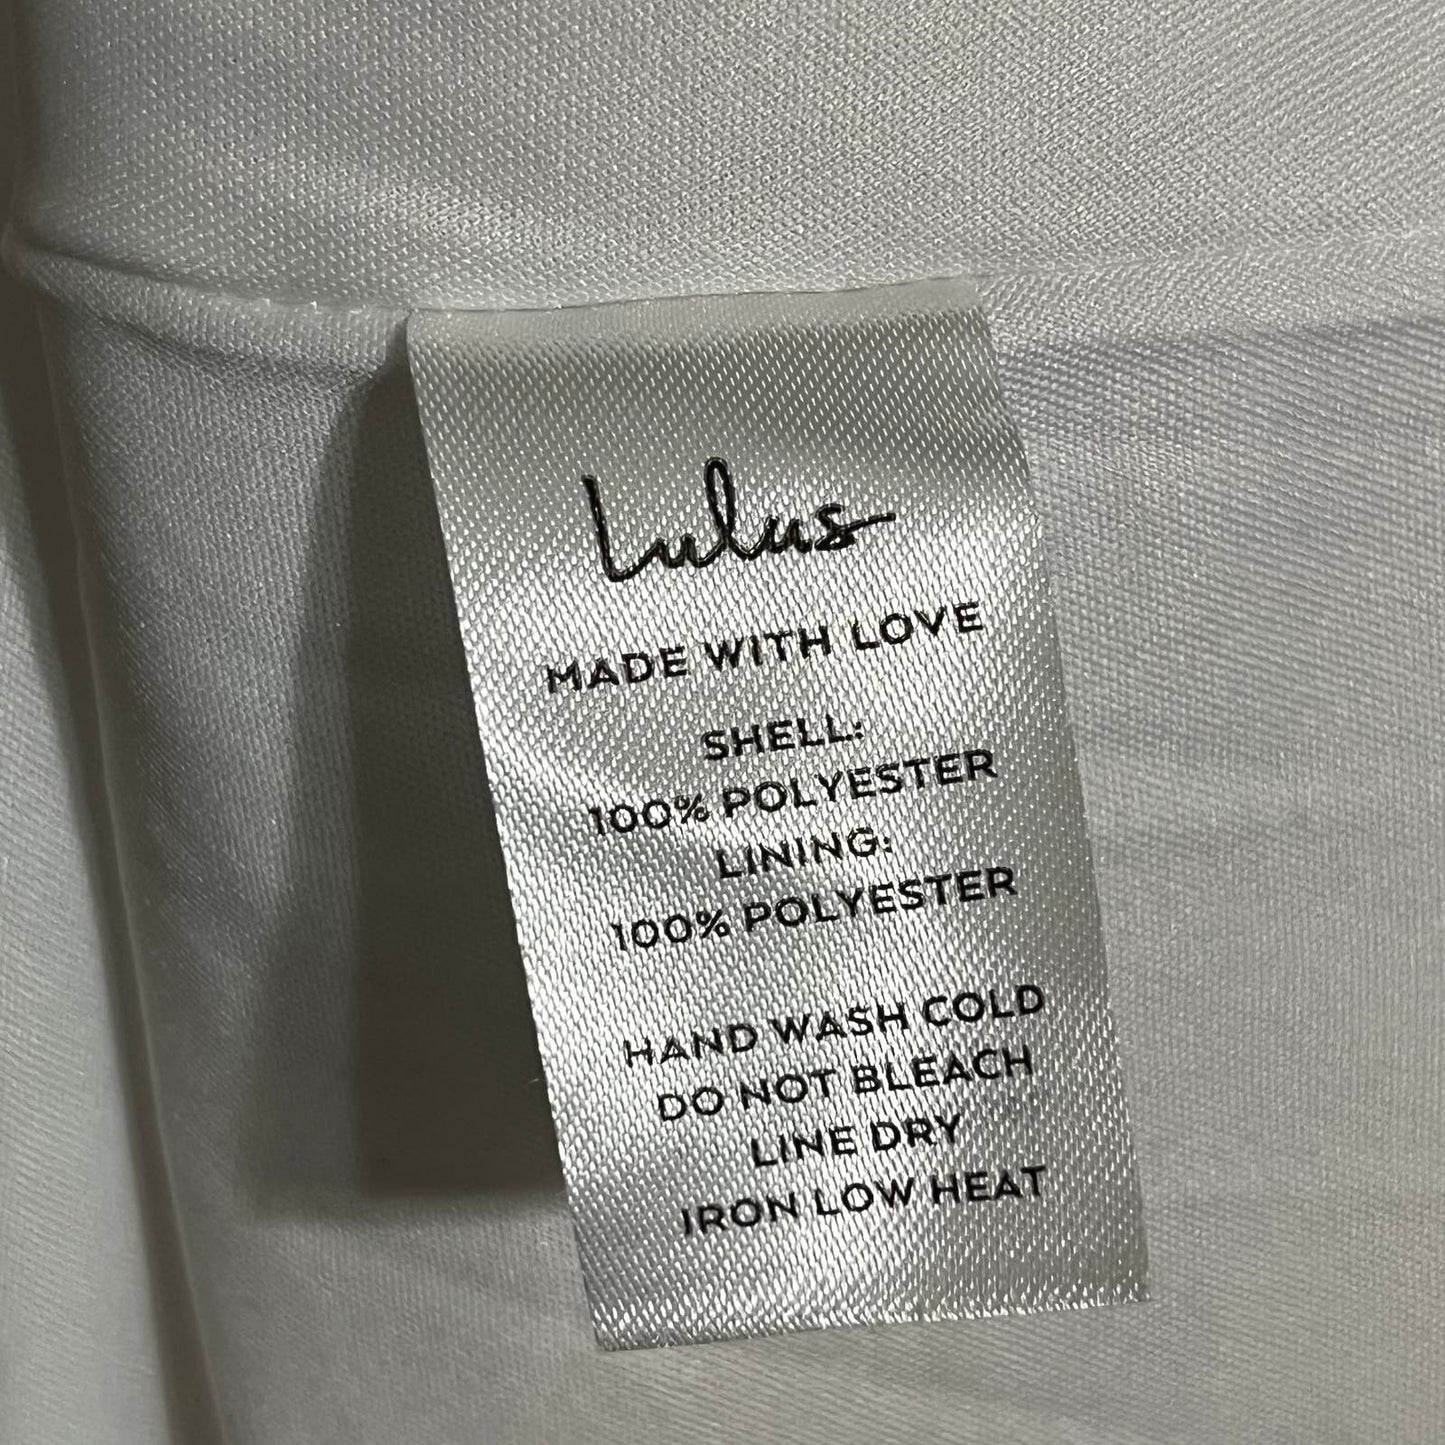 Lulus
MADE WITH LOVE
SHELL:
100% POLYESTER
LINING:
100% POLYESTER
HAND WASH COLD
DO NOT BLEACH
LINE DRY
IRON LOW HEAT